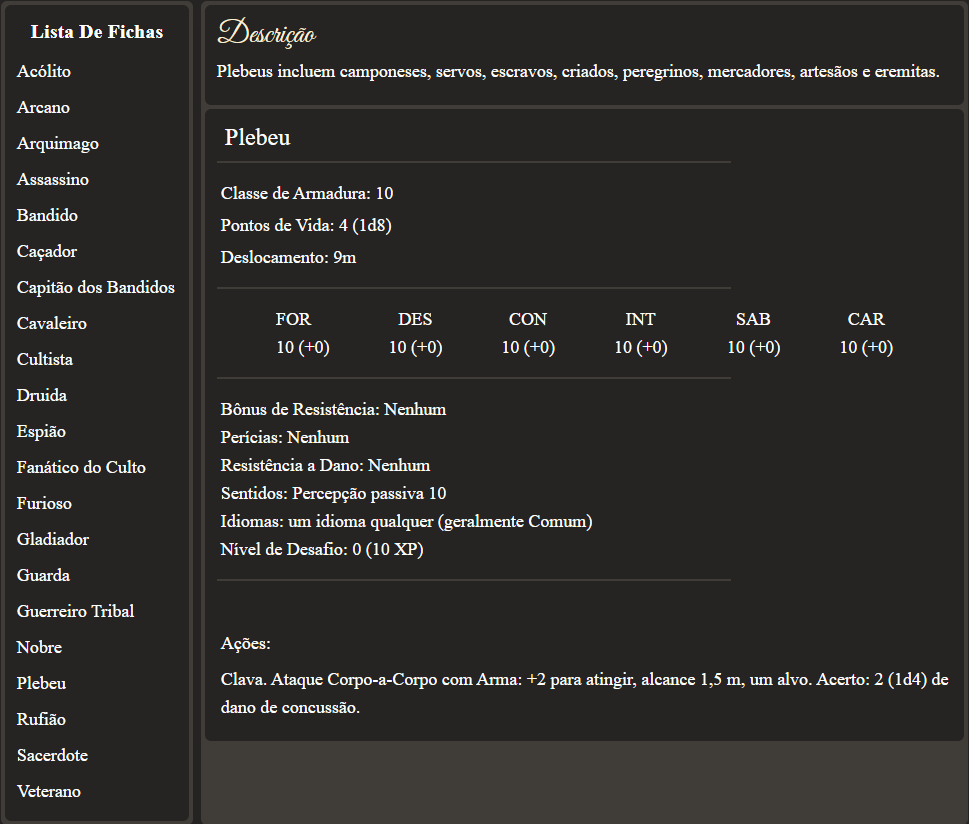 Lista De Fichas
Acólito
Arcano
Arquimago
Assassino
Bandido
Caçador
Capitão dos Bandidos
Cavaleiro
Cultista
Druida
Espião
Fanático do Culto
Furioso
Gladiador
Guarda
Guerreiro Tribal
Nobre
Plebeu
Rufião
Sacerdote
Veterano
Descrição
Plebeus incluem camponeses, servos, escravos, criados, peregrinos, mercadores, artesãos e eremitas.
Plebeu
Classe de Armadura: 10
Pontos de Vida: 4 (1d8)
Deslocamento: 9m
FOR DES CON INT SAB CAR
10 (+0) 10 (+0) 10 (+0) 10 (+0) 10 (+0) 10 (+0)
Bônus de Resistência: Nenhum
Perícias: Nenhum
Resistência a Dano: Nenhum
Sentidos: Percepção passiva 10
Idiomas: um idioma qualquer (geralmente Comum)
Nível de Desafio: 0 (10 XP)
Ações:
Clava. Ataque Corpo-a-Corpo com Arma: +2 para atingir, alcance 1,5 m, um alvo. Acerto: 2 (1d4) de
dano de concussão.